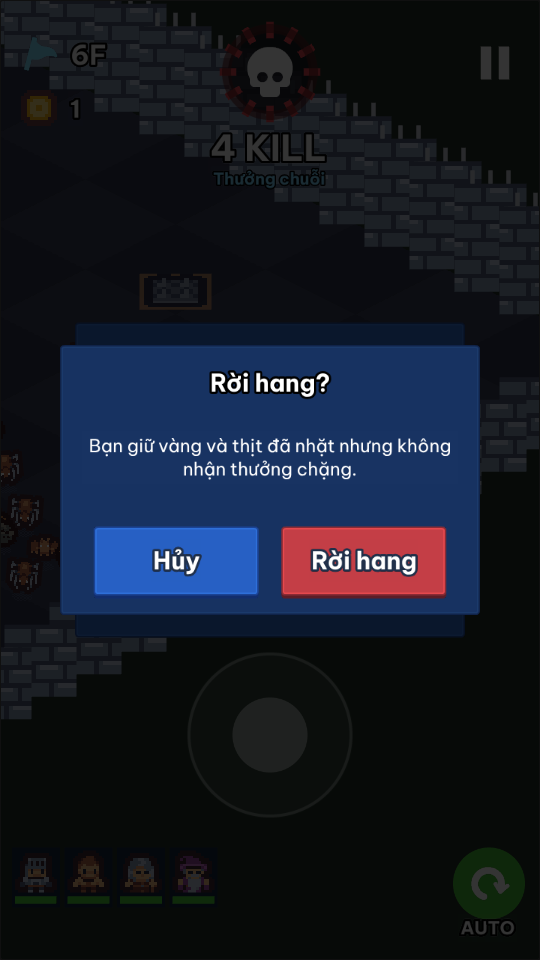 6F
1
4 KILL
Thưởng chuỗi
Rời hang?
Bạn giữ vàng và thịt đã nhặt nhưng không
nhận thưởng chặng.
Hủy
Rời hang
AUTO